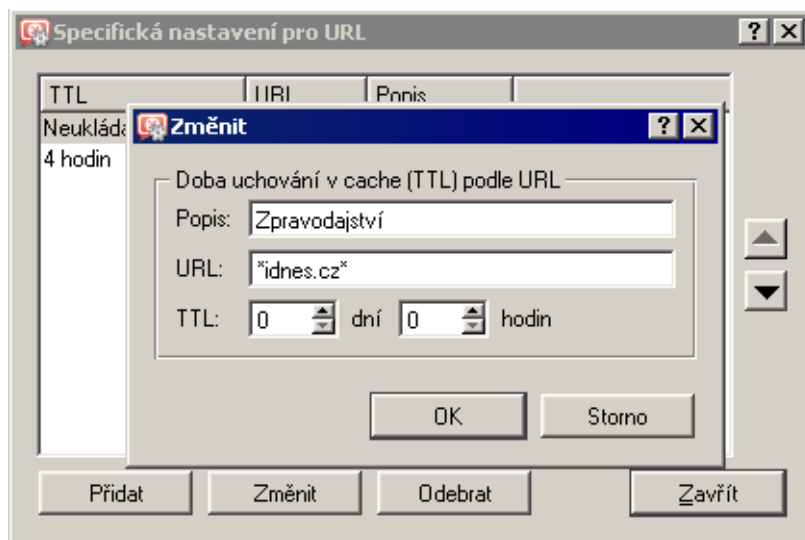 Specifická nastavení pro URL
TTL URL Popis
Neukládá
Změnit
4 hodin
Doba uchování v cache (TTL) podle URL
Popis: Zpravodajství
URL: *idnes.cz*
TTL: 0 dní 0 hodin
OK Storno
Přidat Změnit Odebrat Zavřít